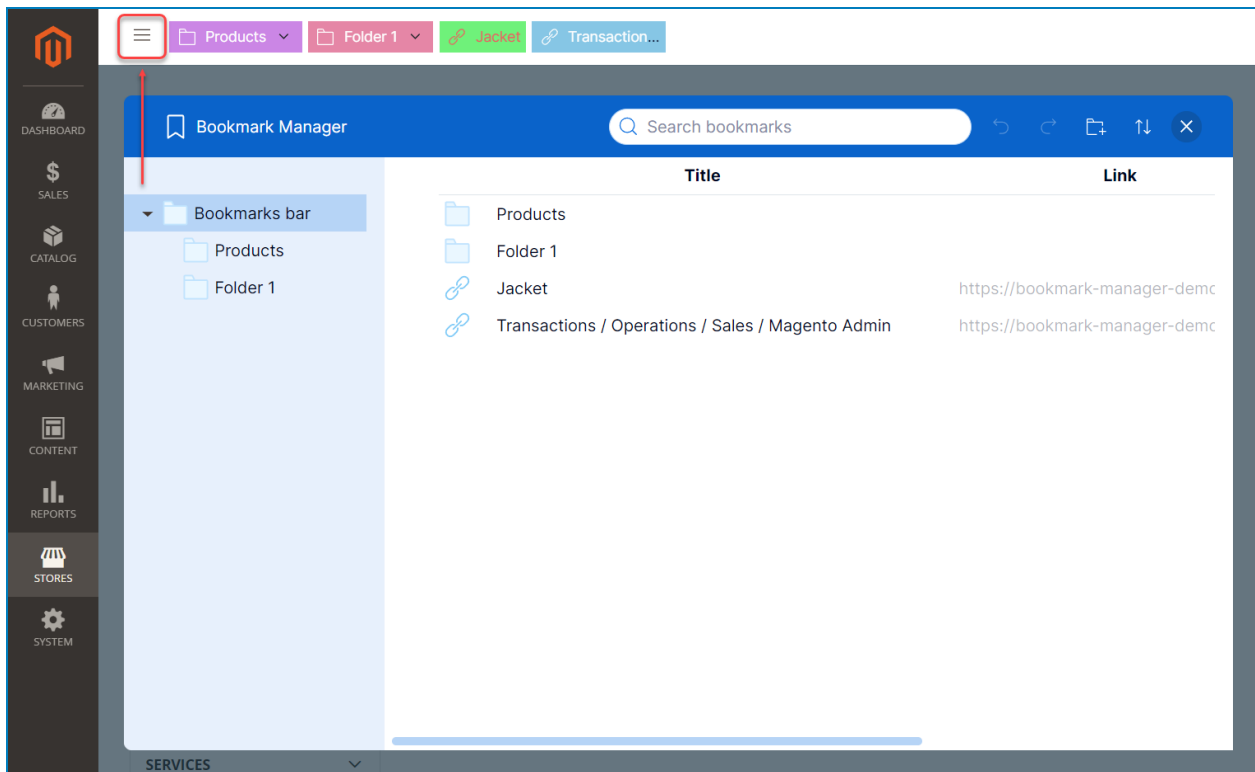 Products
Folder 1
Jacket
Transaction...
DASHBOARD
SALES
CATALOG
CUSTOMERS
MARKETING
CONTENT
REPORTS
STORES
SYSTEM
Bookmark Manager
Search bookmarks
Bookmarks bar
Products
Folder 1
Title Link
Products
Folder 1
Jacket https://bookmark-manager-demo
Transactions / Operations / Sales / Magento Admin https://bookmark-manager-demo
SERVICES